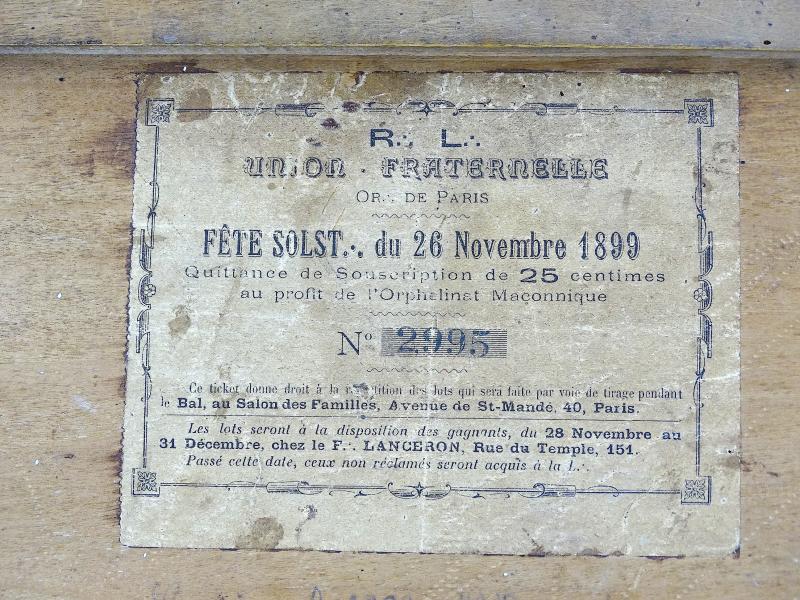 R∴ L∴
UNION · FRATERNELLE
OR∴ DE PARIS
FÊTE SOLST∴ du 26 Novembre 1899
Quittance de Souscription de 25 centimes
au profit de l'Orphelinat Maçonnique
Nº 2995
Ce ticket donne droit à la répartition des lots qui sera faite par voie de tirage pendant
le Bal, au Salon des Familles, Avenue de St-Mandé, 40, Paris.
Les lots seront à la disposition des gagnants, du 28 Novembre au
31 Décembre, chez le F∴ LANCERON, Rue du Temple, 151.
Passé cette date, ceux non réclamés seront acquis à la L∴